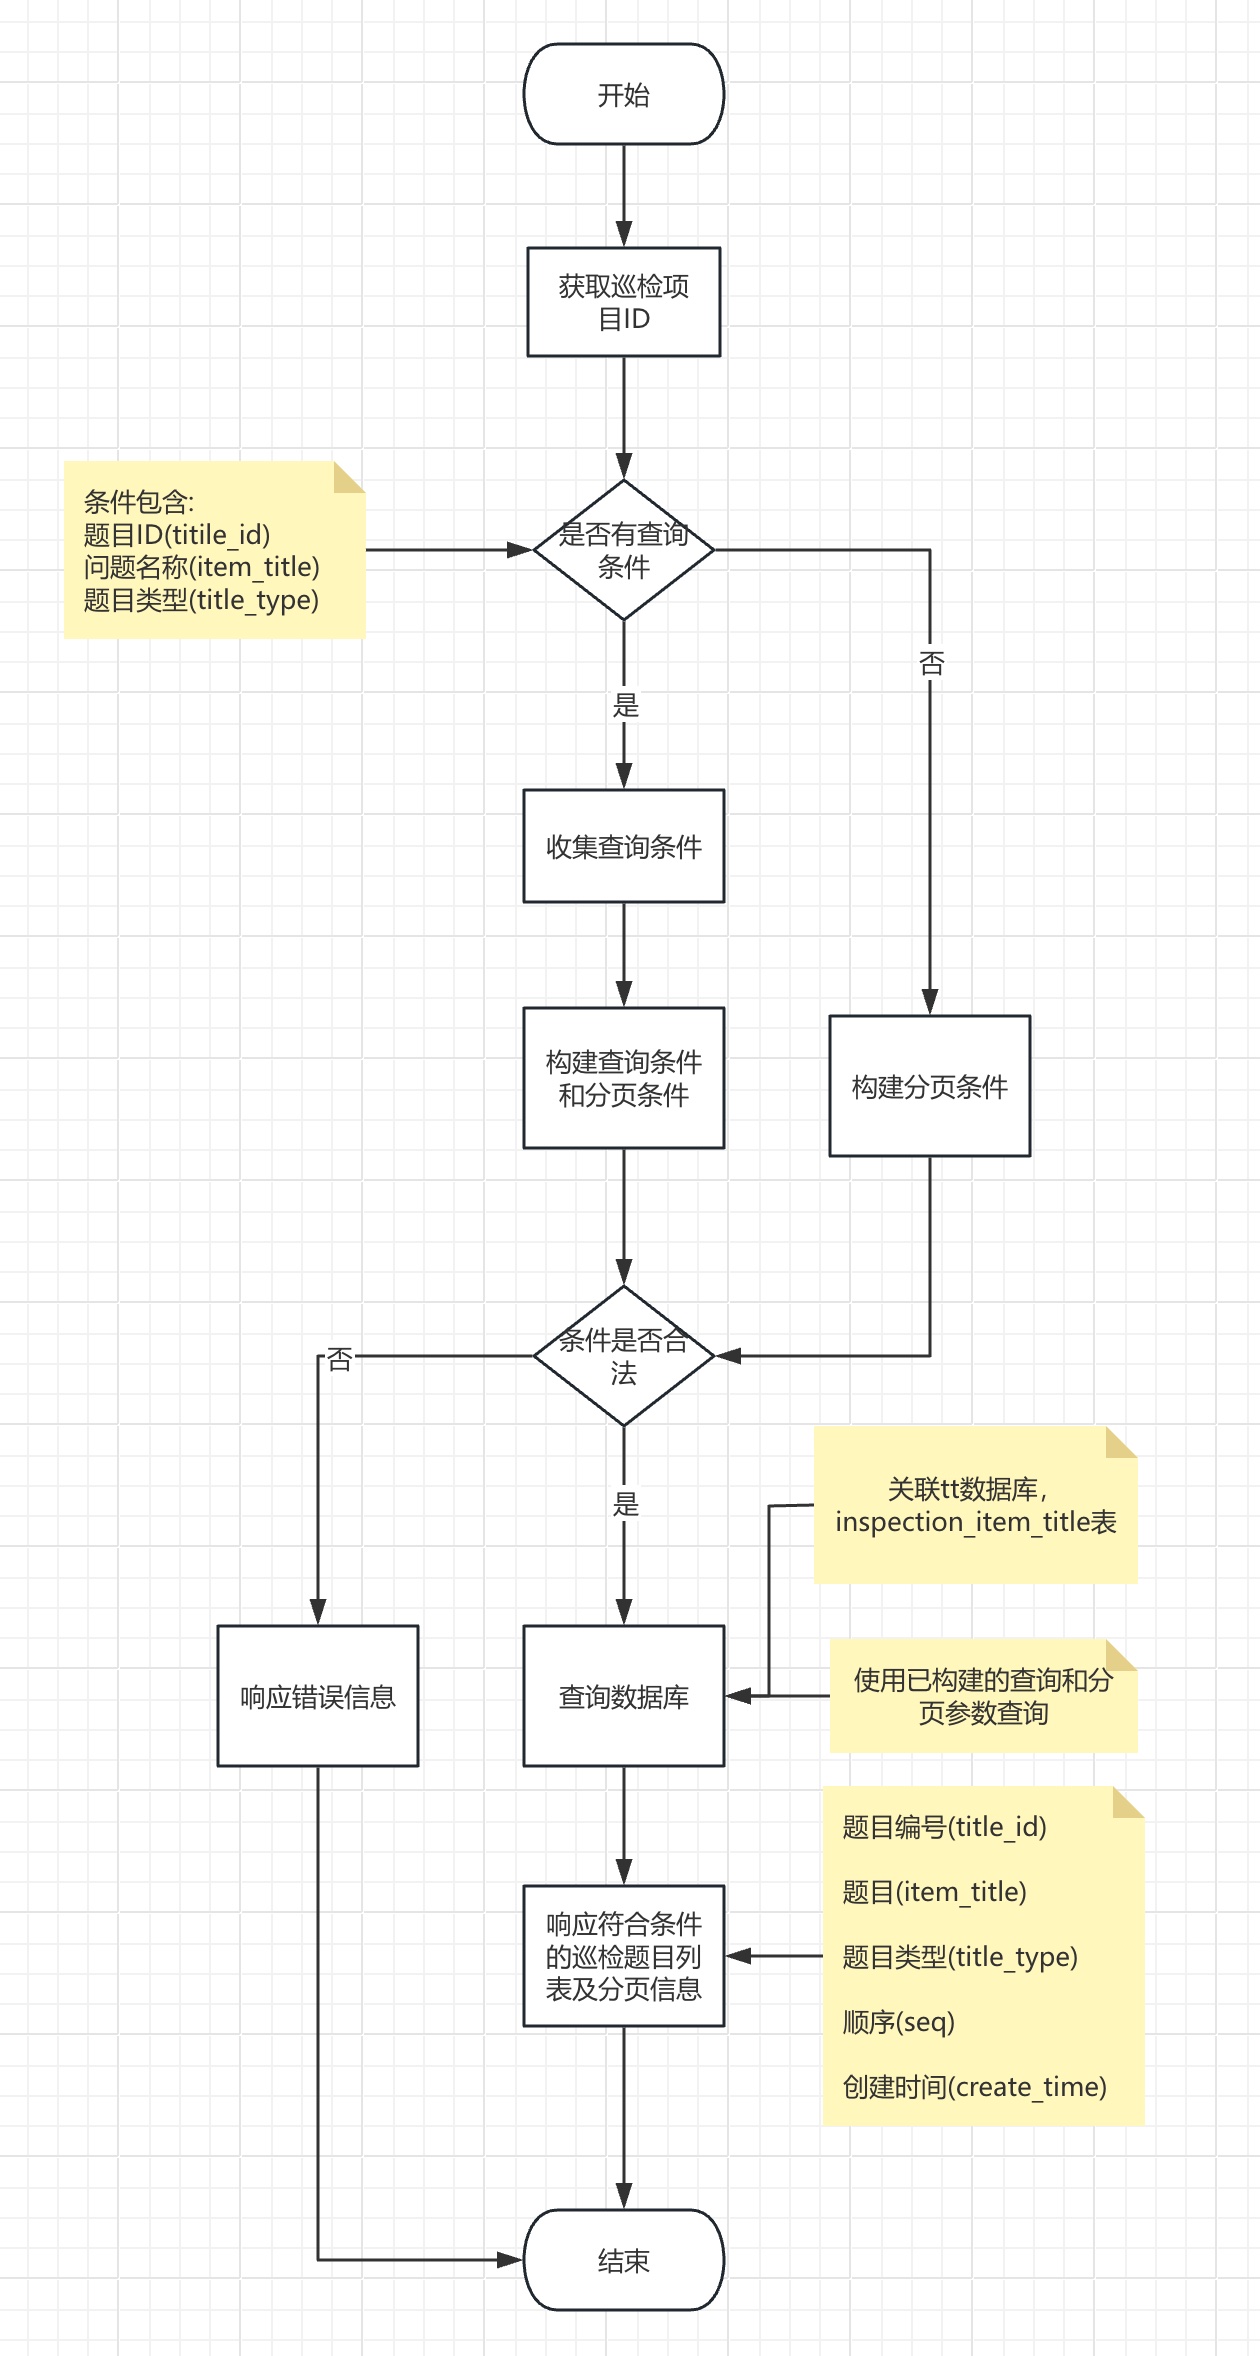 开始
获取巡检项
目ID
条件包含:
题目ID(titile_id)
问题名称(item_title)
题目类型(title_type)
是否有查询
条件
否
是
收集查询条件
构建查询条件
和分页条件
构建分页条件
条件是否合
法
否
是
关联tt数据库，
inspection_item_title表
响应错误信息
查询数据库
使用已构建的查询和分
页参数查询
题目编号(title_id)
题目(item_title)
题目类型(title_type)
顺序(seq)
创建时间(create_time)
响应符合条件
的巡检题目列
表及分页信息
结束